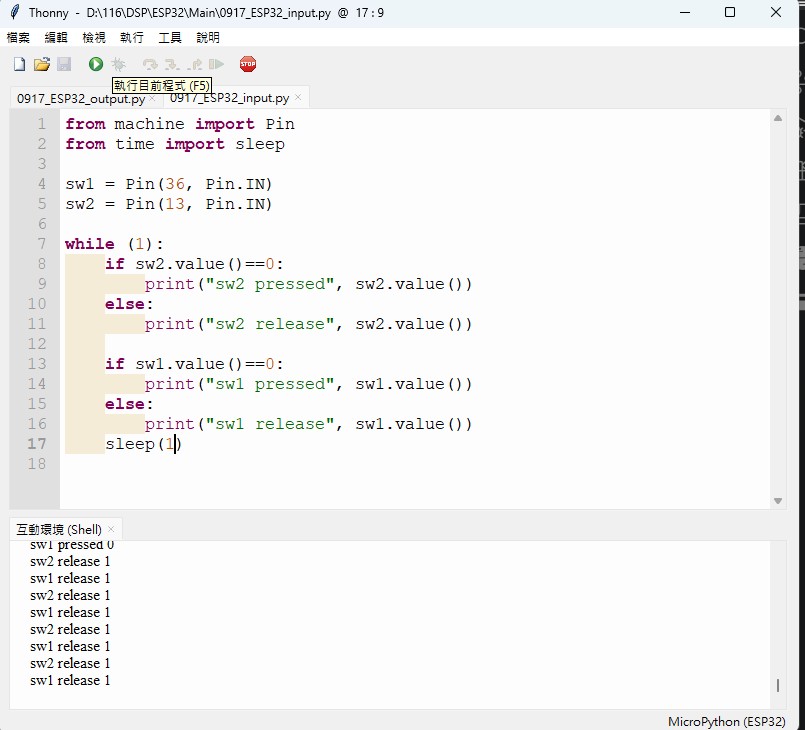 Thonny - D:\116\DSP\ESP32\Main\0917_ESP32_input.py @ 17 : 9
檔案 編輯 檢視 執行 工具 說明
STOP
執行目前程式 (F5)
0917_ESP32_output.py × 0917_ESP32_input.py ×
1 from machine import Pin
2 from time import sleep
3
4 sw1 = Pin(36, Pin.IN)
5 sw2 = Pin(13, Pin.IN)
6
7 while (1):
8     if sw2.value()==0:
9         print("sw2 pressed", sw2.value())
10     else:
11         print("sw2 release", sw2.value())
12
13     if sw1.value()==0:
14         print("sw1 pressed", sw1.value())
15     else:
16         print("sw1 release", sw1.value())
17     sleep(1)
18
互動環境 (Shell) ×
sw1 pressed 0
sw2 release 1
sw1 release 1
sw2 release 1
sw1 release 1
sw2 release 1
sw1 release 1
sw2 release 1
sw1 release 1
MicroPython (ESP32)